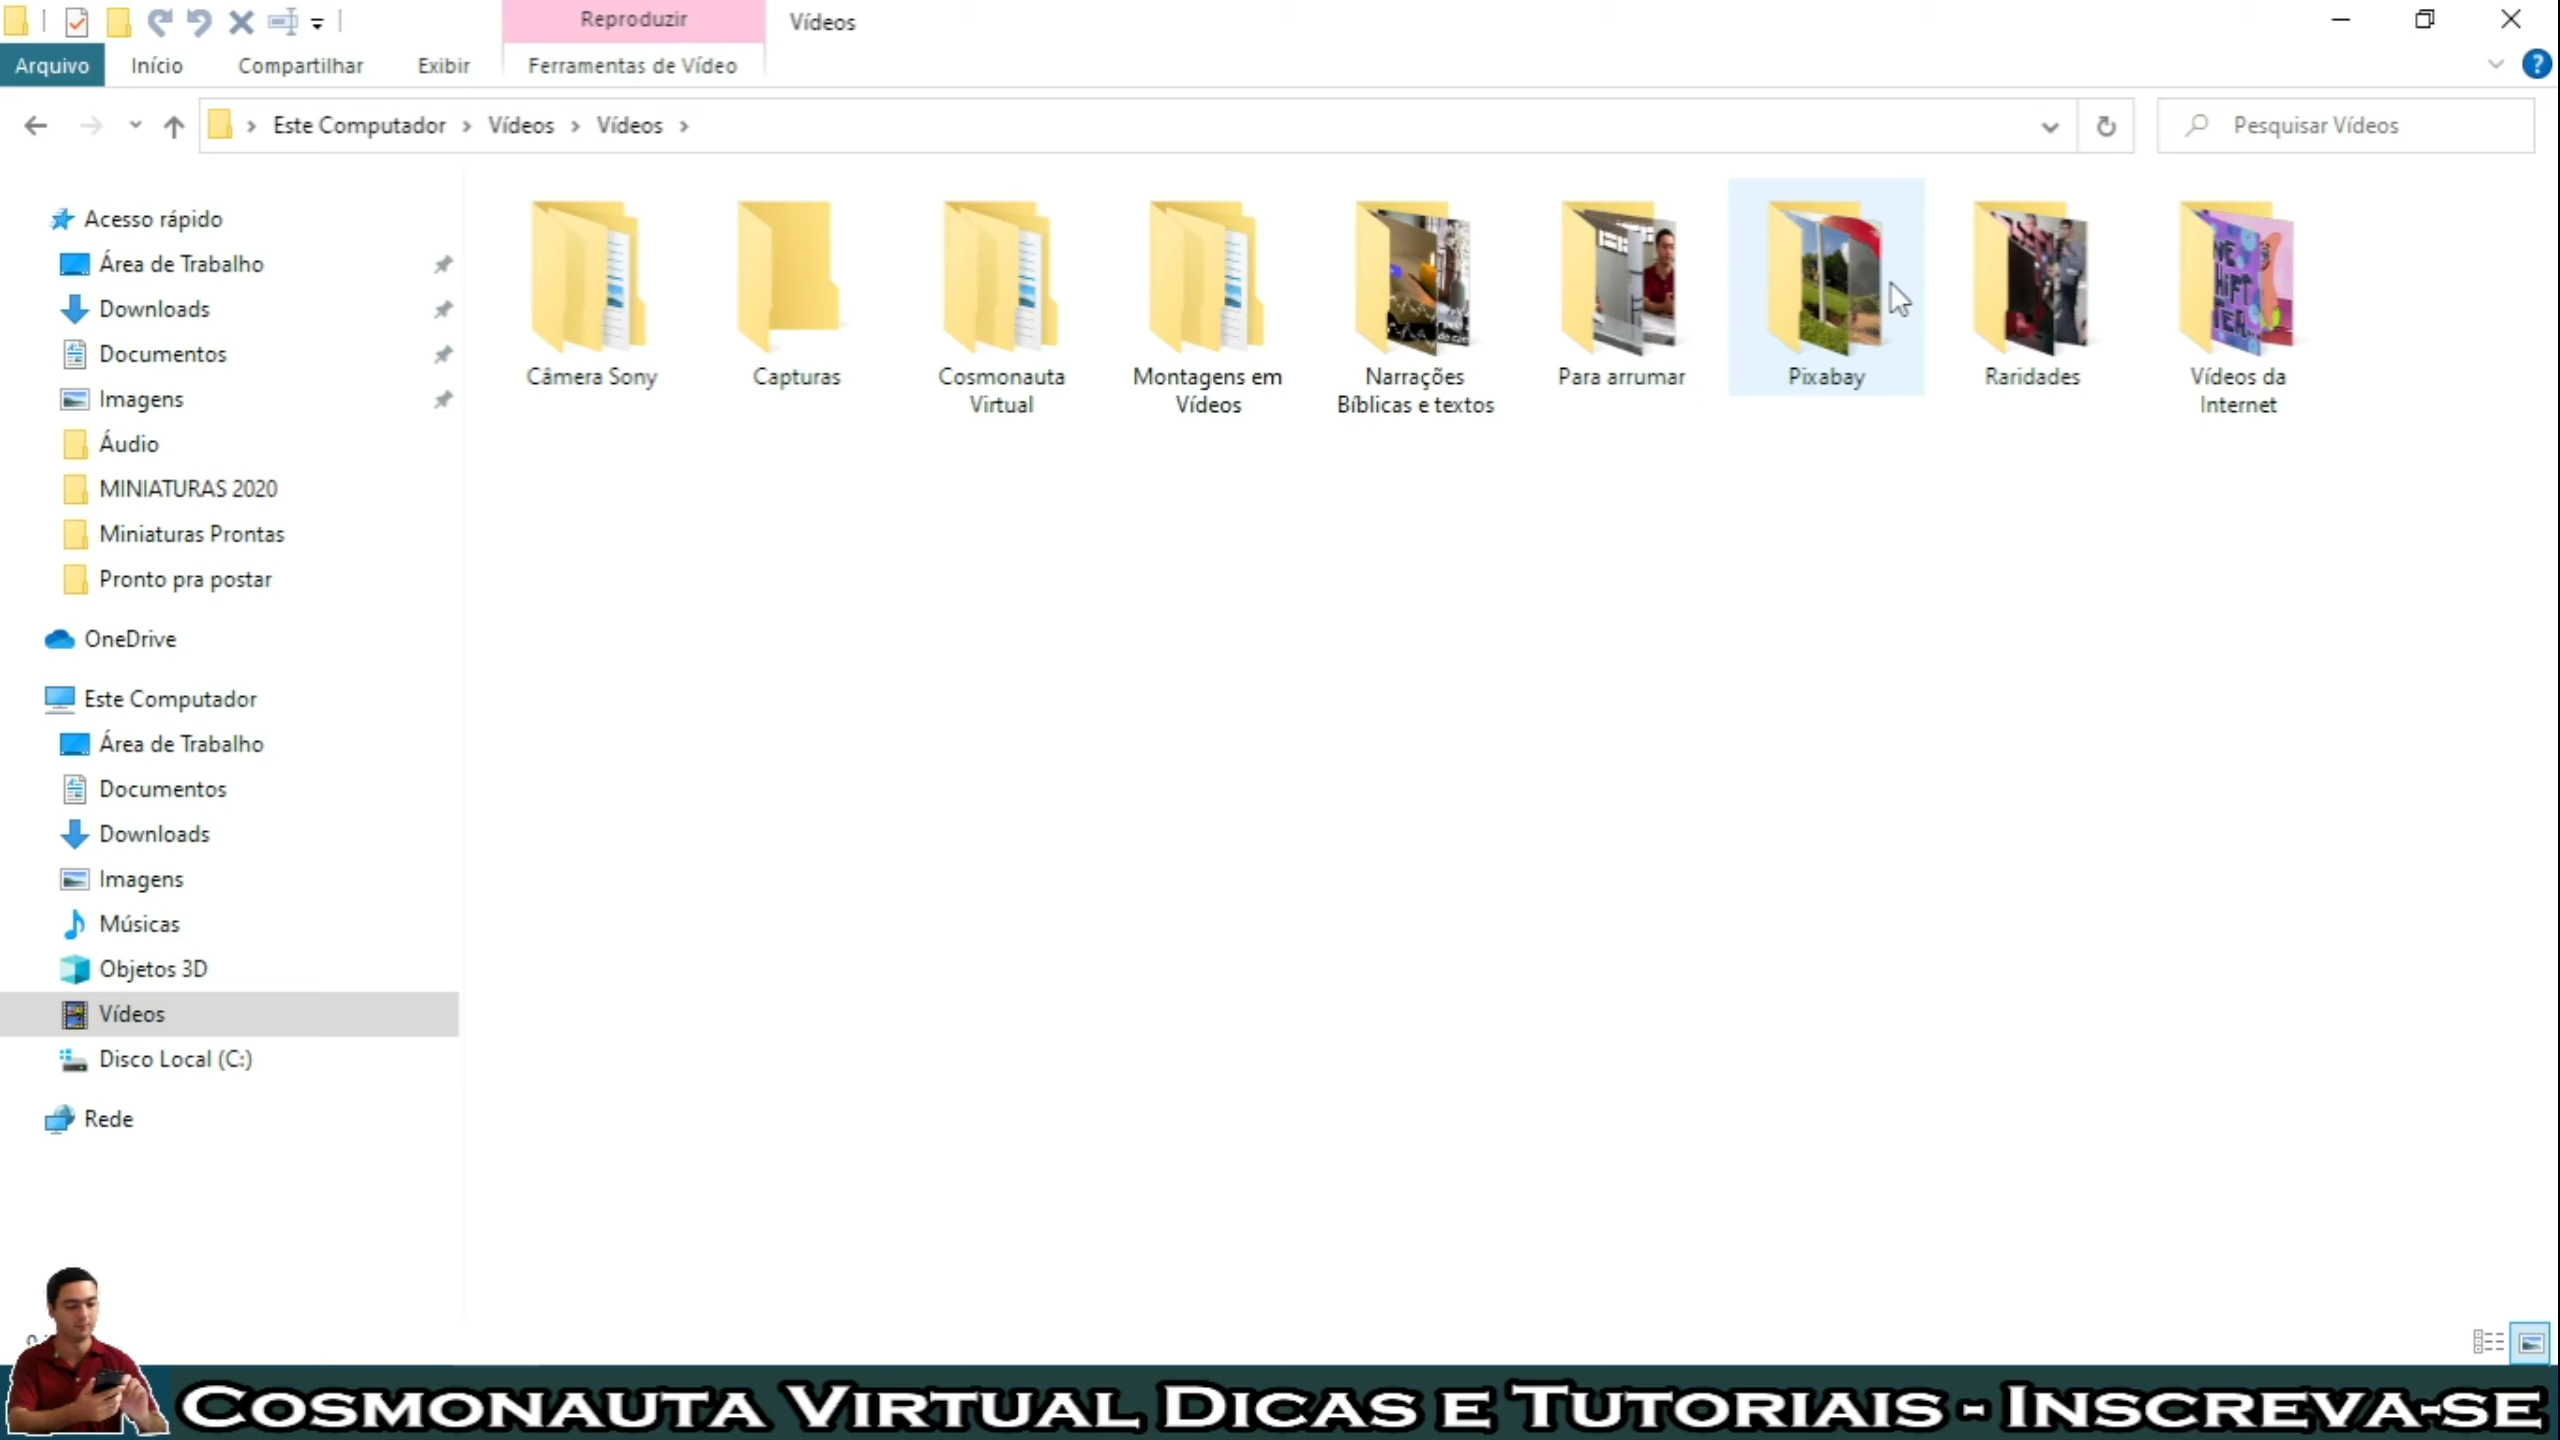 Reproduzir
Vídeos
Arquivo
Início
Compartilhar
Exibir
Ferramentas de Vídeo
Este Computador
Vídeos
Vídeos
Pesquisar Vídeos
Acesso rápido
Área de Trabalho
Downloads
Documentos
Imagens
Áudio
MINIATURAS 2020
Miniaturas Prontas
Pronto pra postar
OneDrive
Este Computador
Área de Trabalho
Documentos
Downloads
Imagens
Músicas
Objetos 3D
Vídeos
Disco Local (C:)
Rede
Câmera Sony
Capturas
Cosmonauta
Virtual
Montagens em
Vídeos
Narrações
Bíblicas e textos
Para arrumar
Pixabay
Raridades
Vídeos da
Internet
Cosmonauta Virtual Dicas e Tutoriais - Inscreva-se